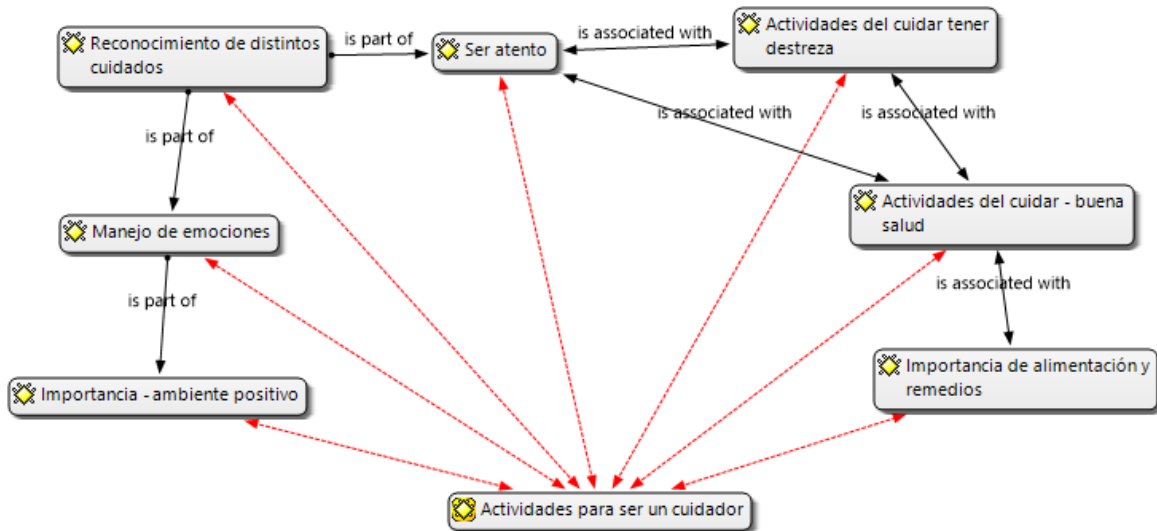 Reconocimiento de distintos
cuidados
is part of
Ser atento
is associated with
Actividades del cuidar tener
destreza
is part of
is associated with
is associated with
Manejo de emociones
Actividades del cuidar - buena
salud
is part of
is associated with
Importancia - ambiente positivo
Importancia de alimentación y
remedios
Actividades para ser un cuidador